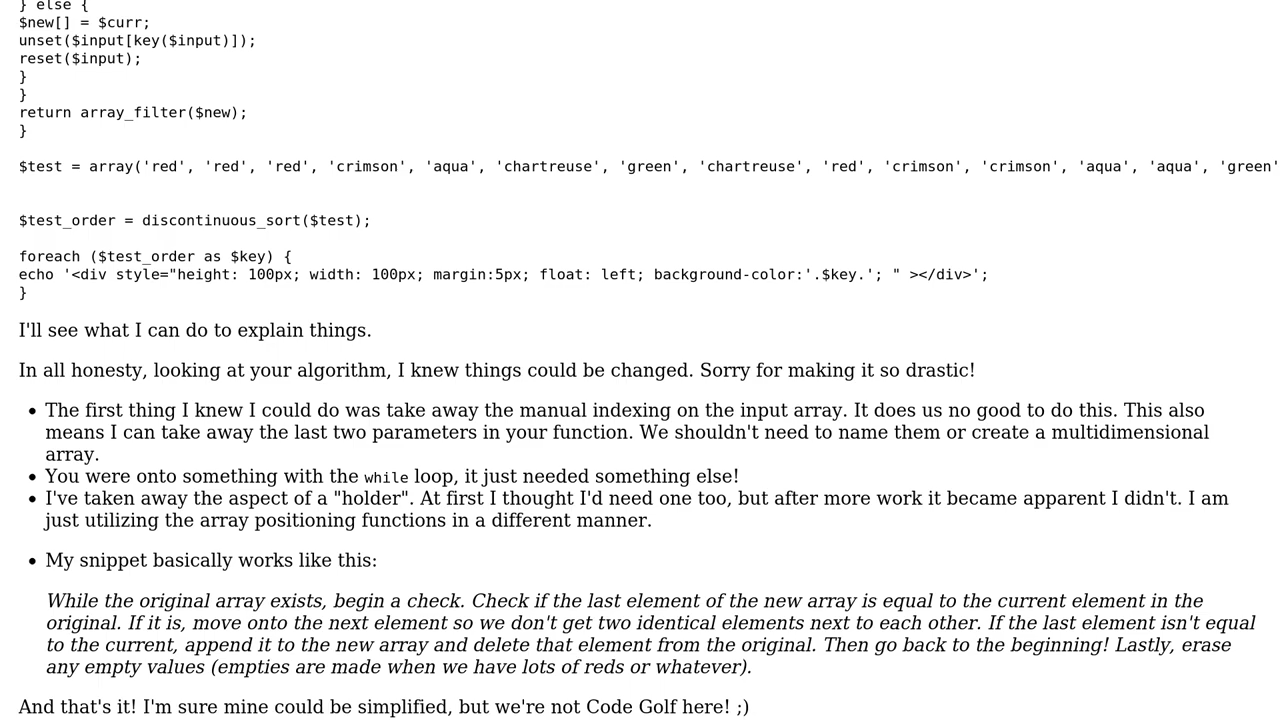 } else {
$new[] = $curr;
unset($input[key($input)]);
reset($input);
}
}
return array_filter($new);
}
$test = array('red', 'red', 'red', 'crimson', 'aqua', 'chartreuse', 'green', 'chartreuse', 'red', 'crimson', 'crimson', 'aqua', 'aqua', 'green'
$test_order = discontinuous_sort($test);
foreach ($test_order as $key) {
echo '<div style="height: 100px; width: 100px; margin:5px; float: left; background-color:'.$key.'; " ></div>';
}
I'll see what I can do to explain things.
In all honesty, looking at your algorithm, I knew things could be changed. Sorry for making it so drastic!
• The first thing I knew I could do was take away the manual indexing on the input array. It does us no good to do this. This also
means I can take away the last two parameters in your function. We shouldn't need to name them or create a multidimensional
array.
• You were onto something with the while loop, it just needed something else!
• I've taken away the aspect of a "holder". At first I thought I'd need one too, but after more work it became apparent I didn't. I am
just utilizing the array positioning functions in a different manner.
• My snippet basically works like this:
While the original array exists, begin a check. Check if the last element of the new array is equal to the current element in the
original. If it is, move onto the next element so we don't get two identical elements next to each other. If the last element isn't equal
to the current, append it to the new array and delete that element from the original. Then go back to the beginning! Lastly, erase
any empty values (empties are made when we have lots of reds or whatever).
And that's it! I'm sure mine could be simplified, but we're not Code Golf here! ;)